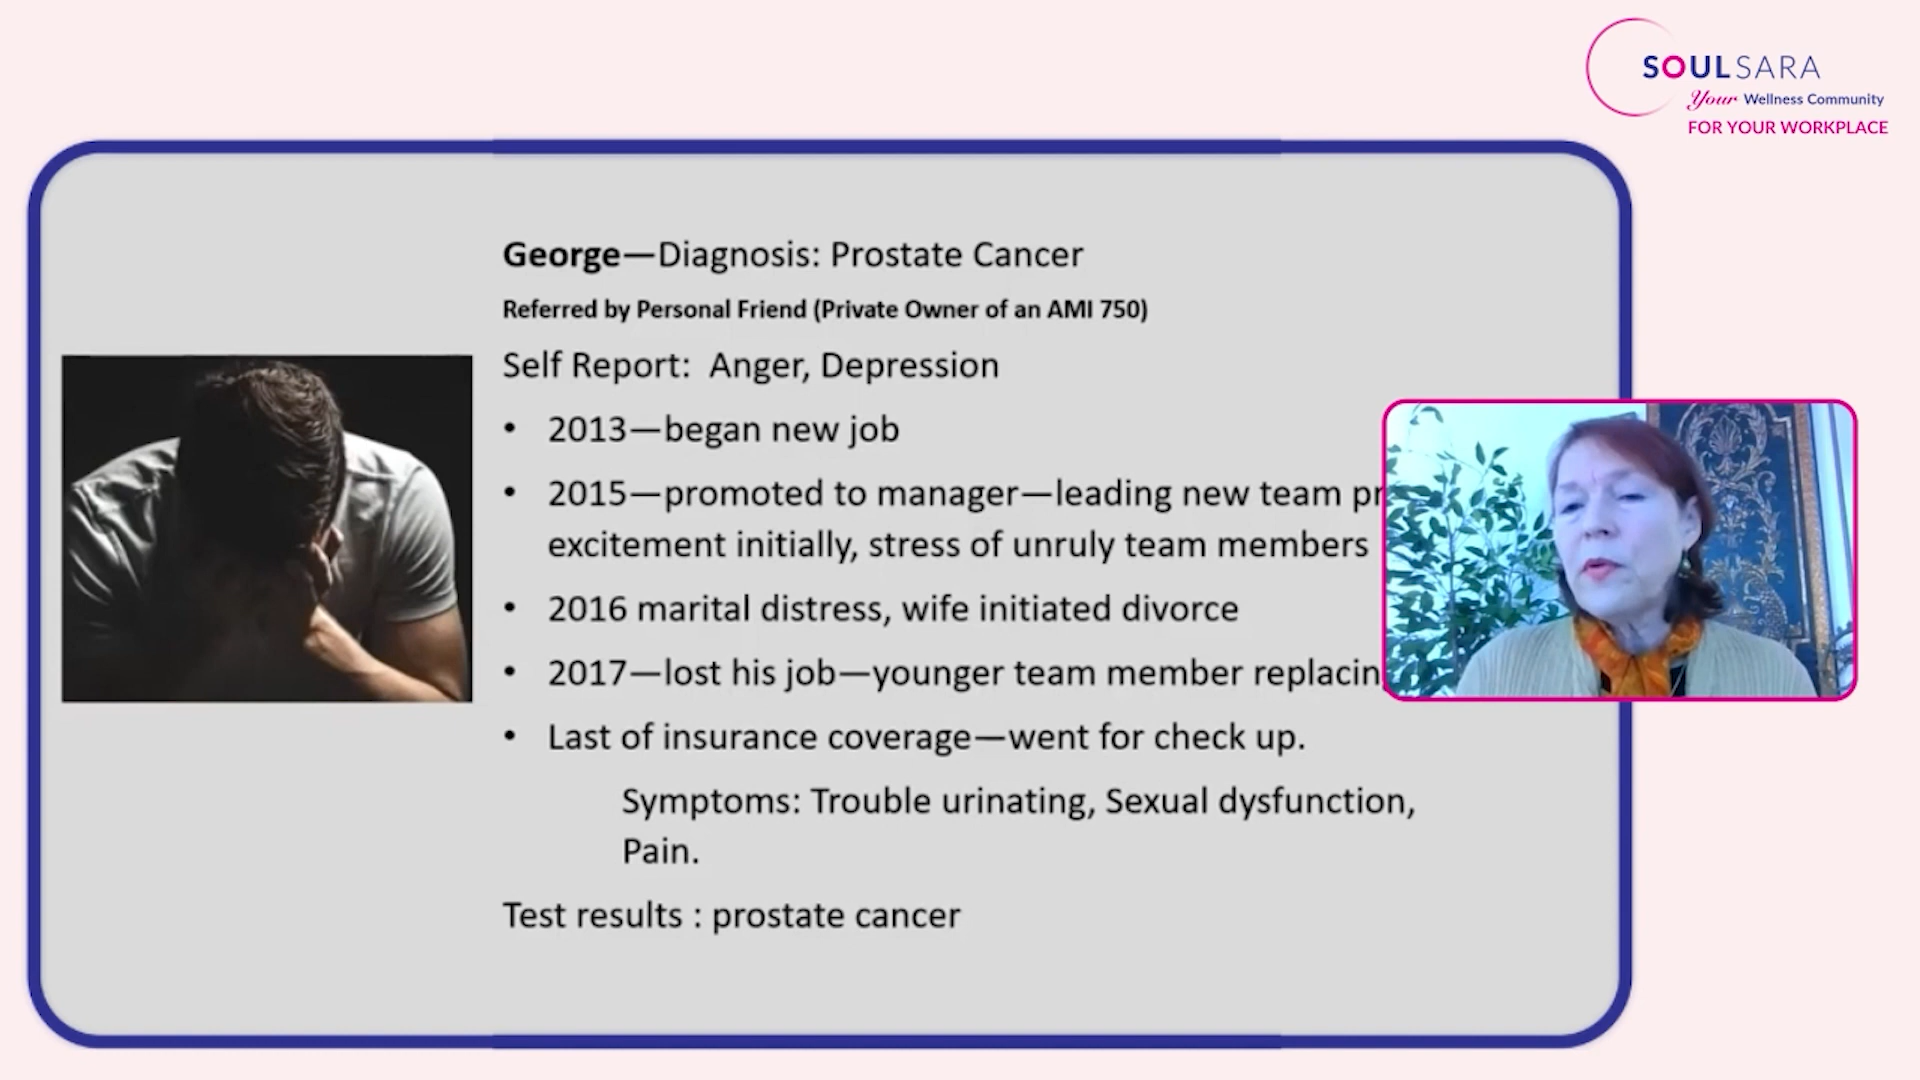 SOULSARA
Your Wellness Community
FOR YOUR WORKPLACE
George—Diagnosis: Prostate Cancer
Referred by Personal Friend (Private Owner of an AMI 750)
Self Report: Anger, Depression
• 2013—began new job
• 2015—promoted to manager—leading new team
excitement initially, stress of unruly team members
• 2016 marital distress, wife initiated divorce
• 2017—lost his job—younger team member
• Last of insurance coverage—went for check up.
Symptoms: Trouble urinating, Sexual dysfunction,
Pain.
Test results : prostate cancer